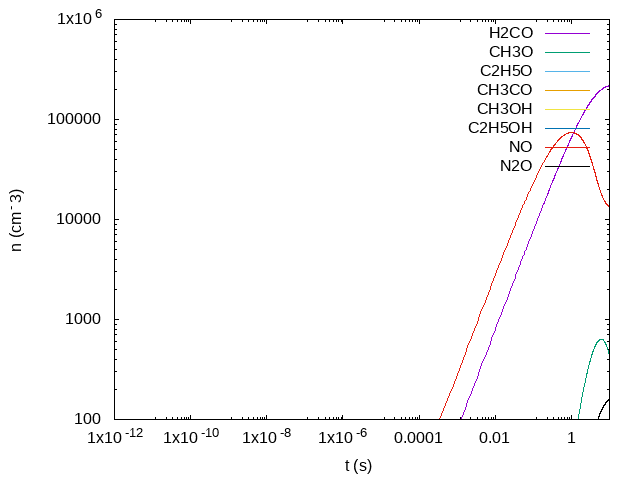 1x10^6
100000
10000
1000
100
n (cm^-3)
H2CO
CH3O
C2H5O
CH3CO
CH3OH
C2H5OH
NO
N2O
1x10^-12 1x10^-10 1x10^-8 1x10^-6 0.0001 0.01 1
t (s)